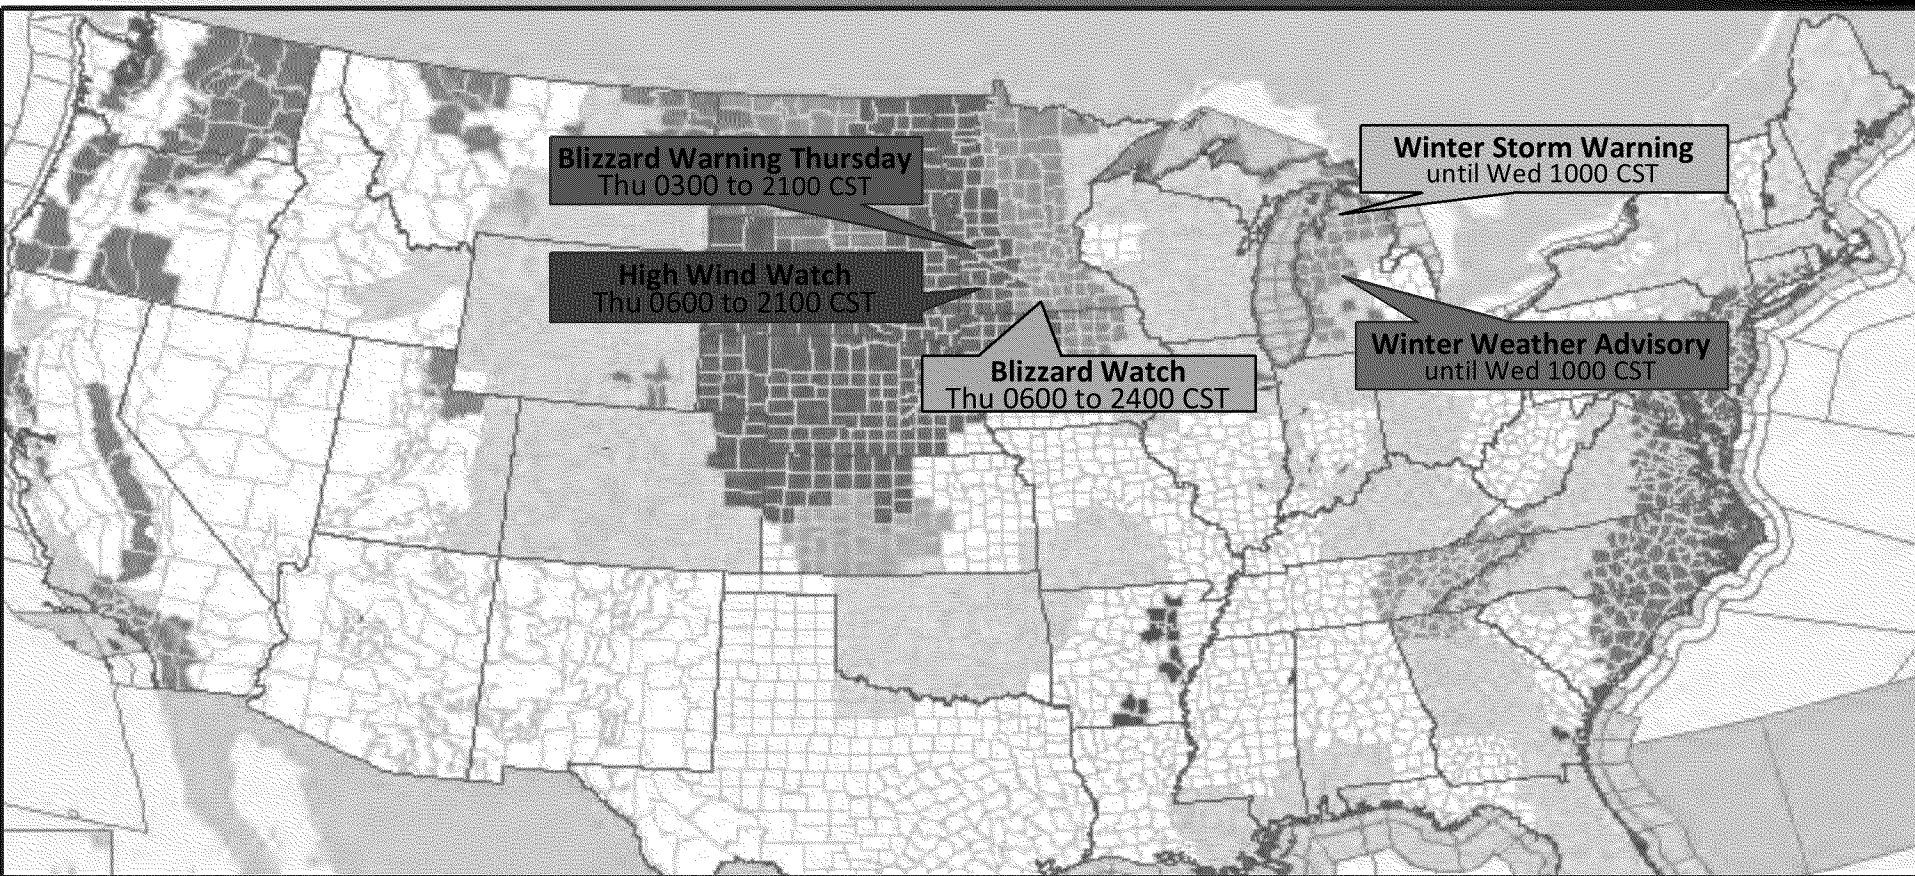 Blizzard Warning Thursday
Thu 0300 to 2100 CST
Winter Storm Warning
until Wed 1000 CST
High Wind Watch
Thu 0600 to 2100 CST
Winter Weather Advisory
until Wed 1000 CST
Blizzard Watch
Thu 0600 to 2400 CST